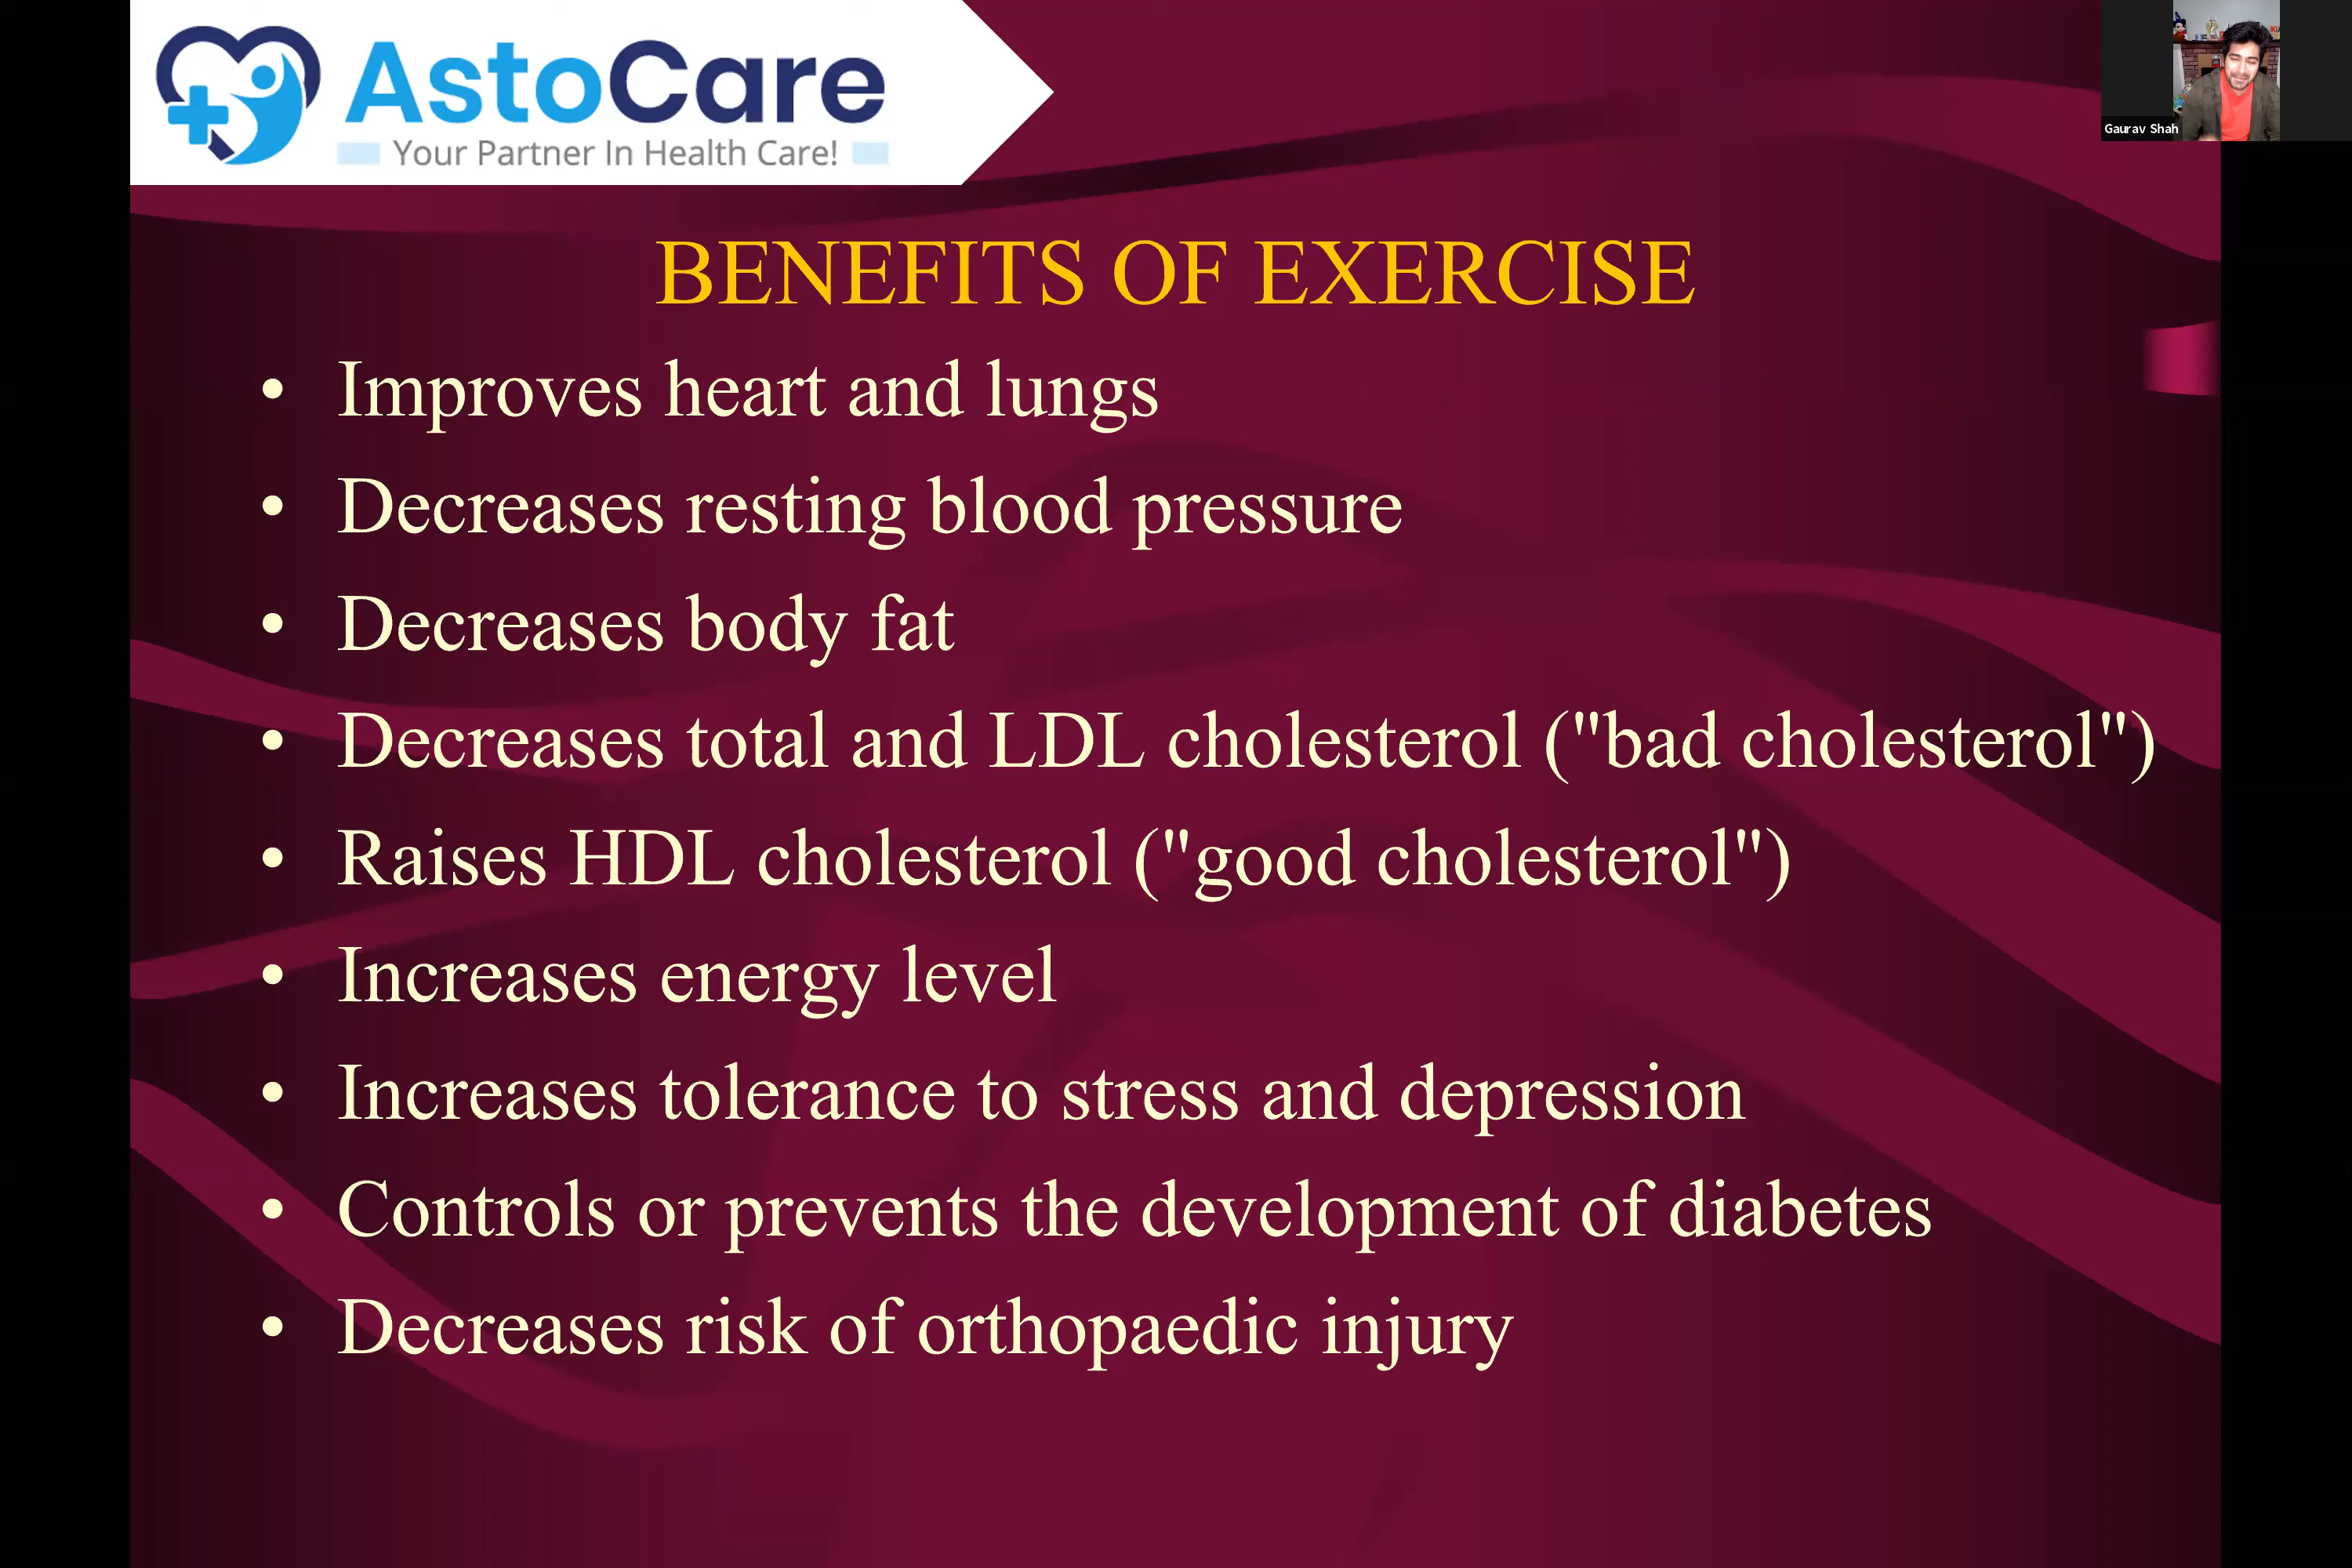 AstoCare
Your Partner In Health Care!
Gaurav Shah
BENEFITS OF EXERCISE
• Improves heart and lungs
• Decreases resting blood pressure
• Decreases body fat
• Decreases total and LDL cholesterol ("bad cholesterol")
• Raises HDL cholesterol ("good cholesterol")
• Increases energy level
• Increases tolerance to stress and depression
• Controls or prevents the development of diabetes
• Decreases risk of orthopaedic injury